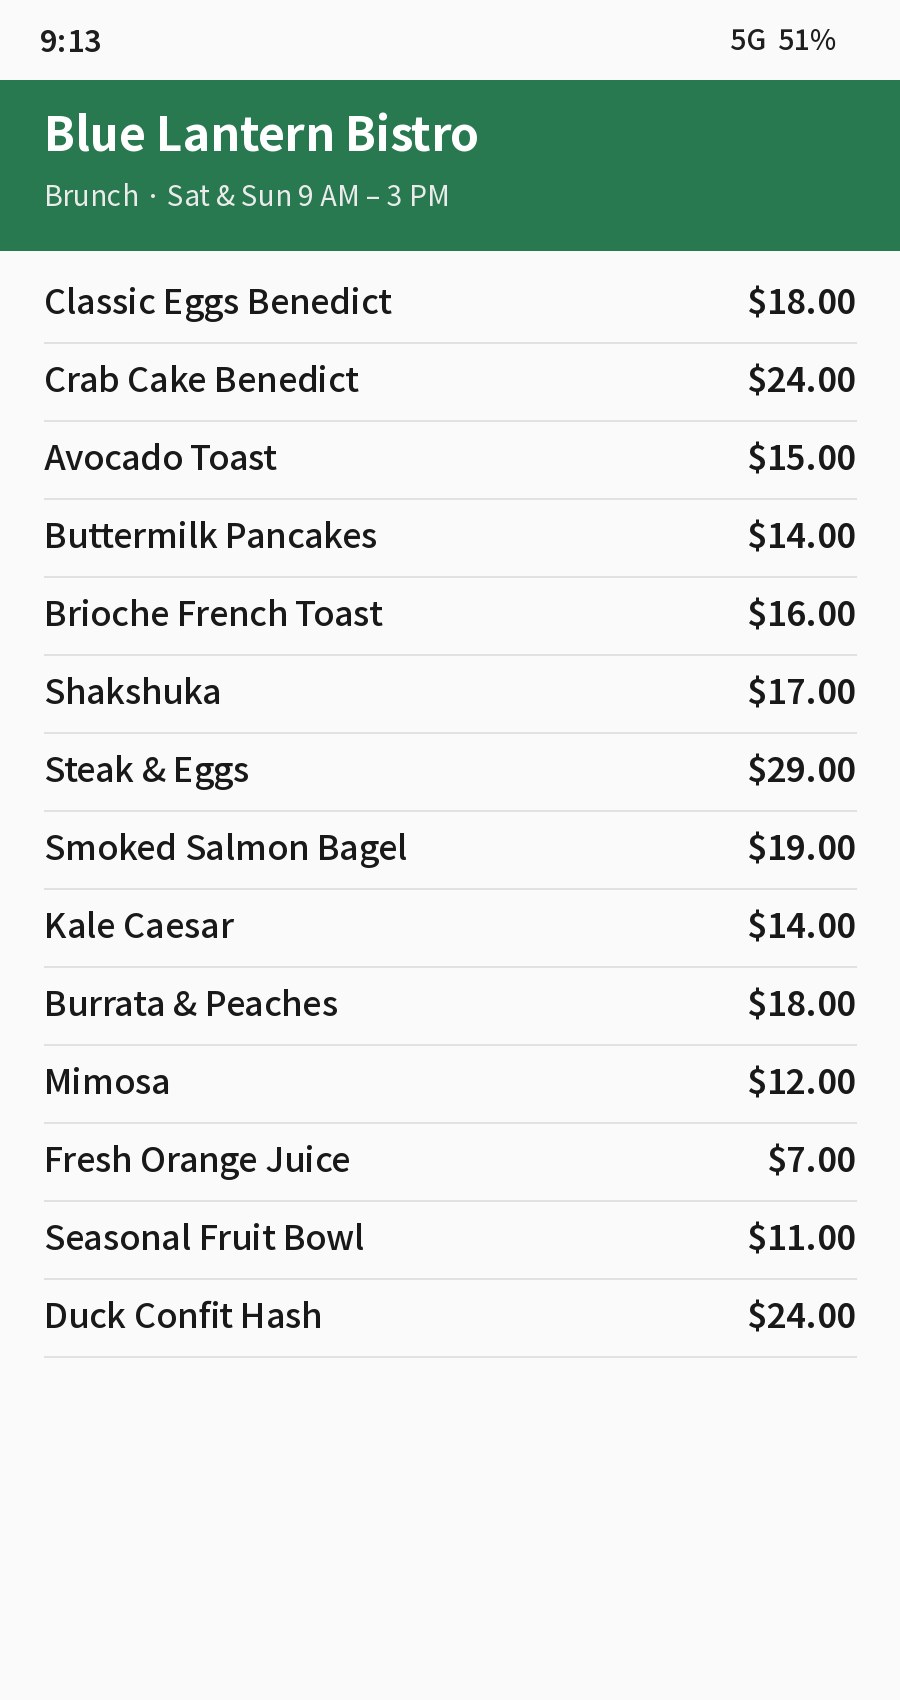 9:13 5G 51%
Blue Lantern Bistro
Brunch · Sat & Sun 9 AM – 3 PM
Classic Eggs Benedict $18.00
Crab Cake Benedict $24.00
Avocado Toast $15.00
Buttermilk Pancakes $14.00
Brioche French Toast $16.00
Shakshuka $17.00
Steak & Eggs $29.00
Smoked Salmon Bagel $19.00
Kale Caesar $14.00
Burrata & Peaches $18.00
Mimosa $12.00
Fresh Orange Juice $7.00
Seasonal Fruit Bowl $11.00
Duck Confit Hash $24.00